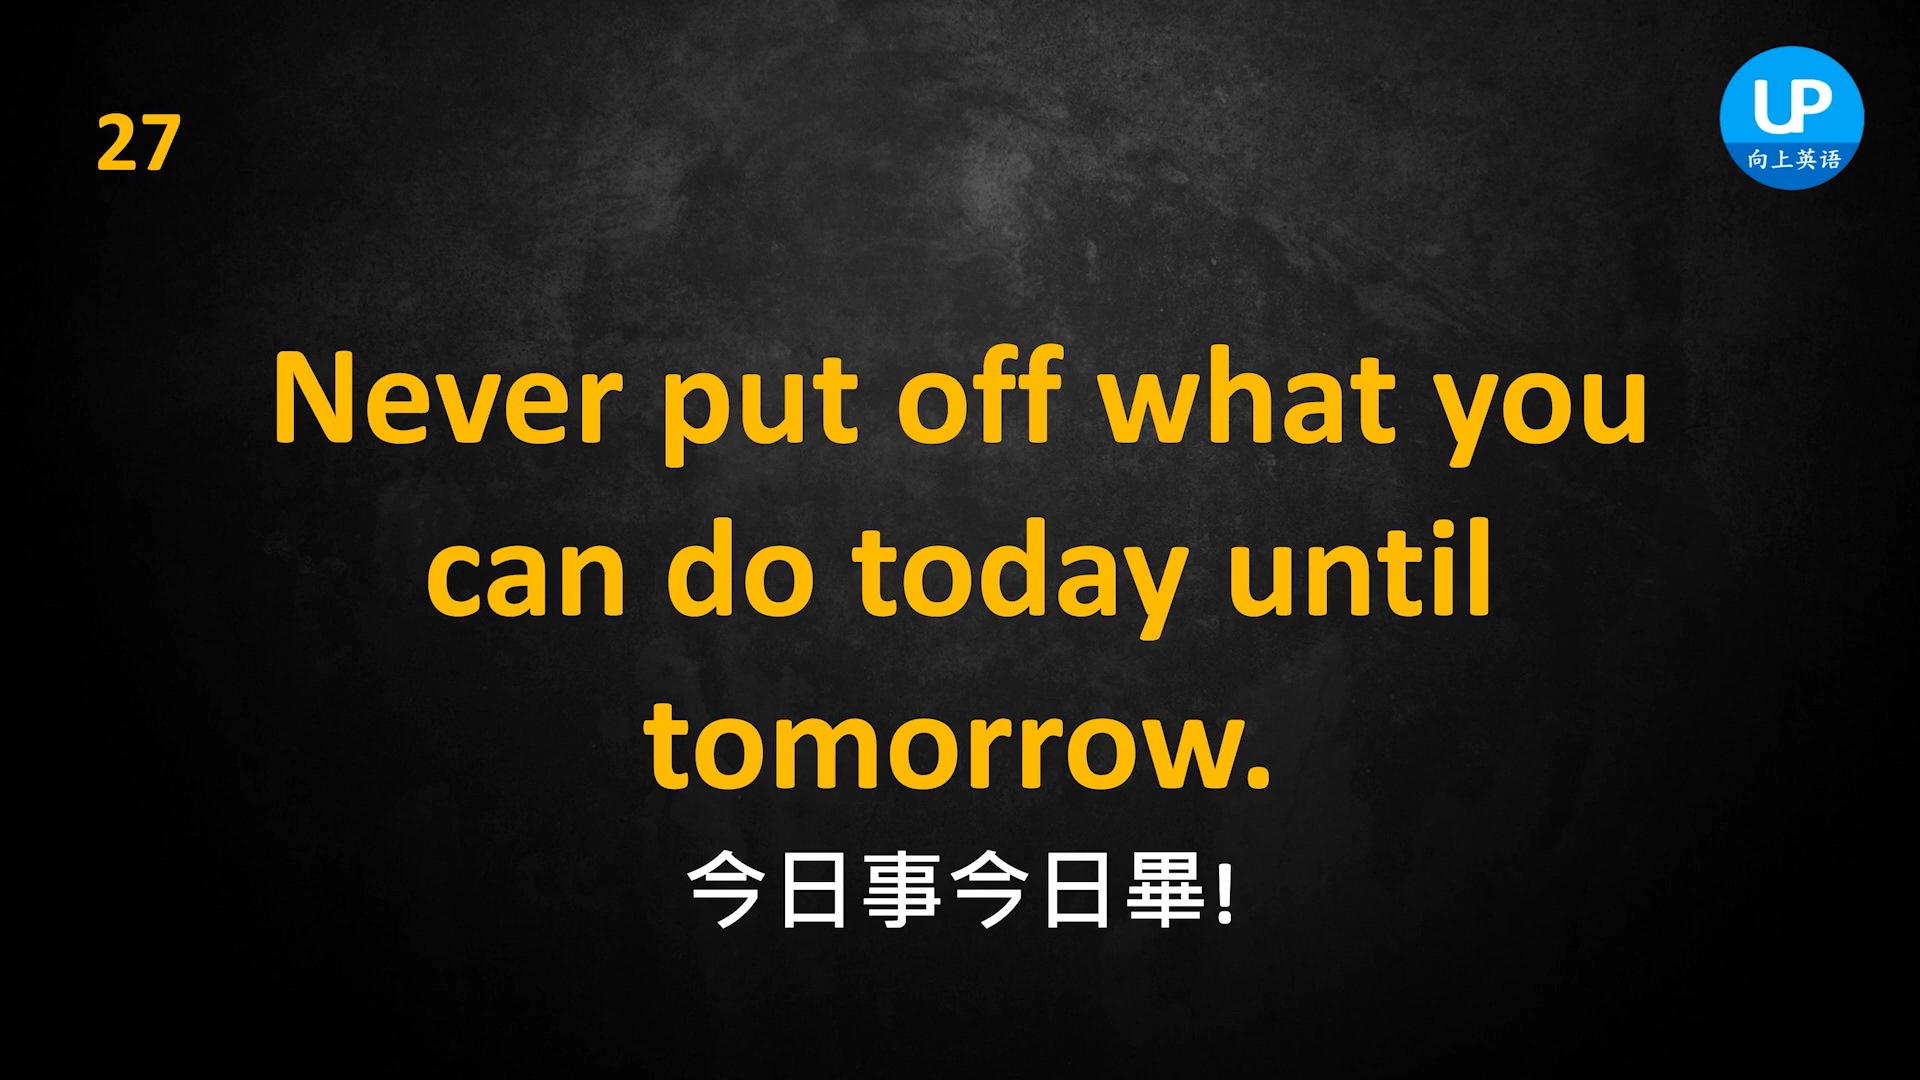 27
UP
向上英语
Never put off what you
can do today until
tomorrow.
今日事今日畢!